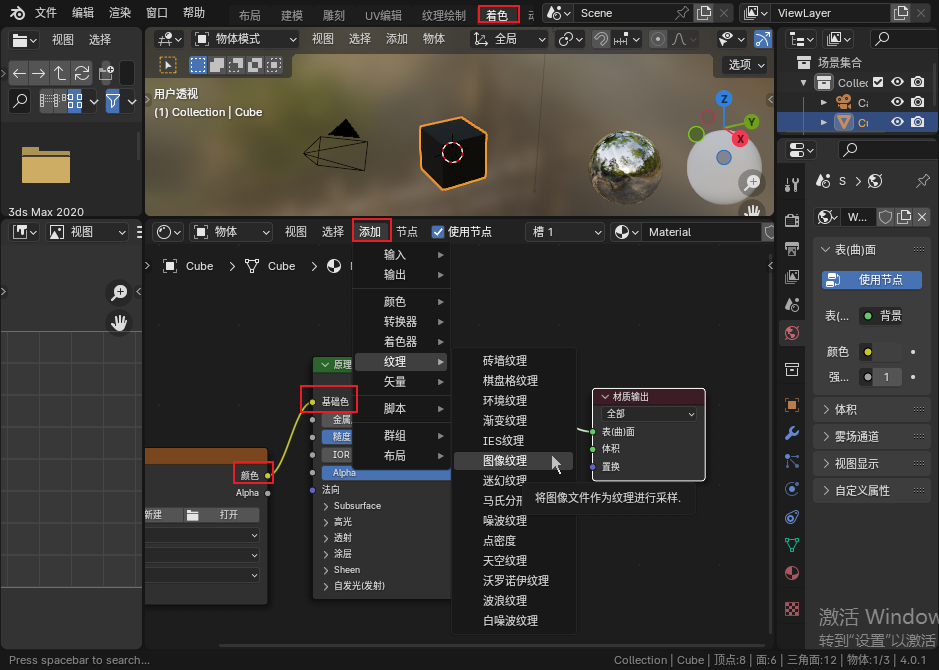 文件 编辑 渲染 窗口 帮助 布局 建模 雕刻 UV编辑 纹理绘制 着色 Scene ViewLayer
视图 选择 物体模式 视图 选择 添加 物体 全局
选项
用户透视
(1) Collection | Cube
Z
Y
X
3ds Max 2020
场景集合
Collec
S
W...
视图 物体 视图 选择 添加 节点 使用节点 槽 1 Material
Cube Cube
输入
输出
颜色
转换器
着色器
纹理
矢量
脚本
群组
布局
砖墙纹理
棋盘格纹理
环境纹理
渐变纹理
IES纹理
图像纹理
迷幻纹理
马氏分形
噪波纹理
点密度
天空纹理
沃罗诺伊纹理
波浪纹理
白噪波纹理
将图像文件作为纹理进行采样.
颜色
Alpha
新建 打开
原理
基础色
金属
糙度
IOR
Alpha
法向
Subsurface
高光
透射
涂层
Sheen
自发光(发射)
材质输出
全部
表(曲)面
体积
置换
表(曲)面
使用节点
表(... 背景
颜色
强... 1
体积
雾场通道
视图显示
自定义属性
激活 Window
转到"设置"以激活
Press spacebar to search...
Collection | Cube | 顶点:8 | 面:6 | 三角面:12 | 物体:1/3 | 4.0.1